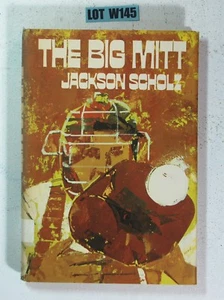 LOT W145
THE BIG MITT
JACKSON SCHOLZ